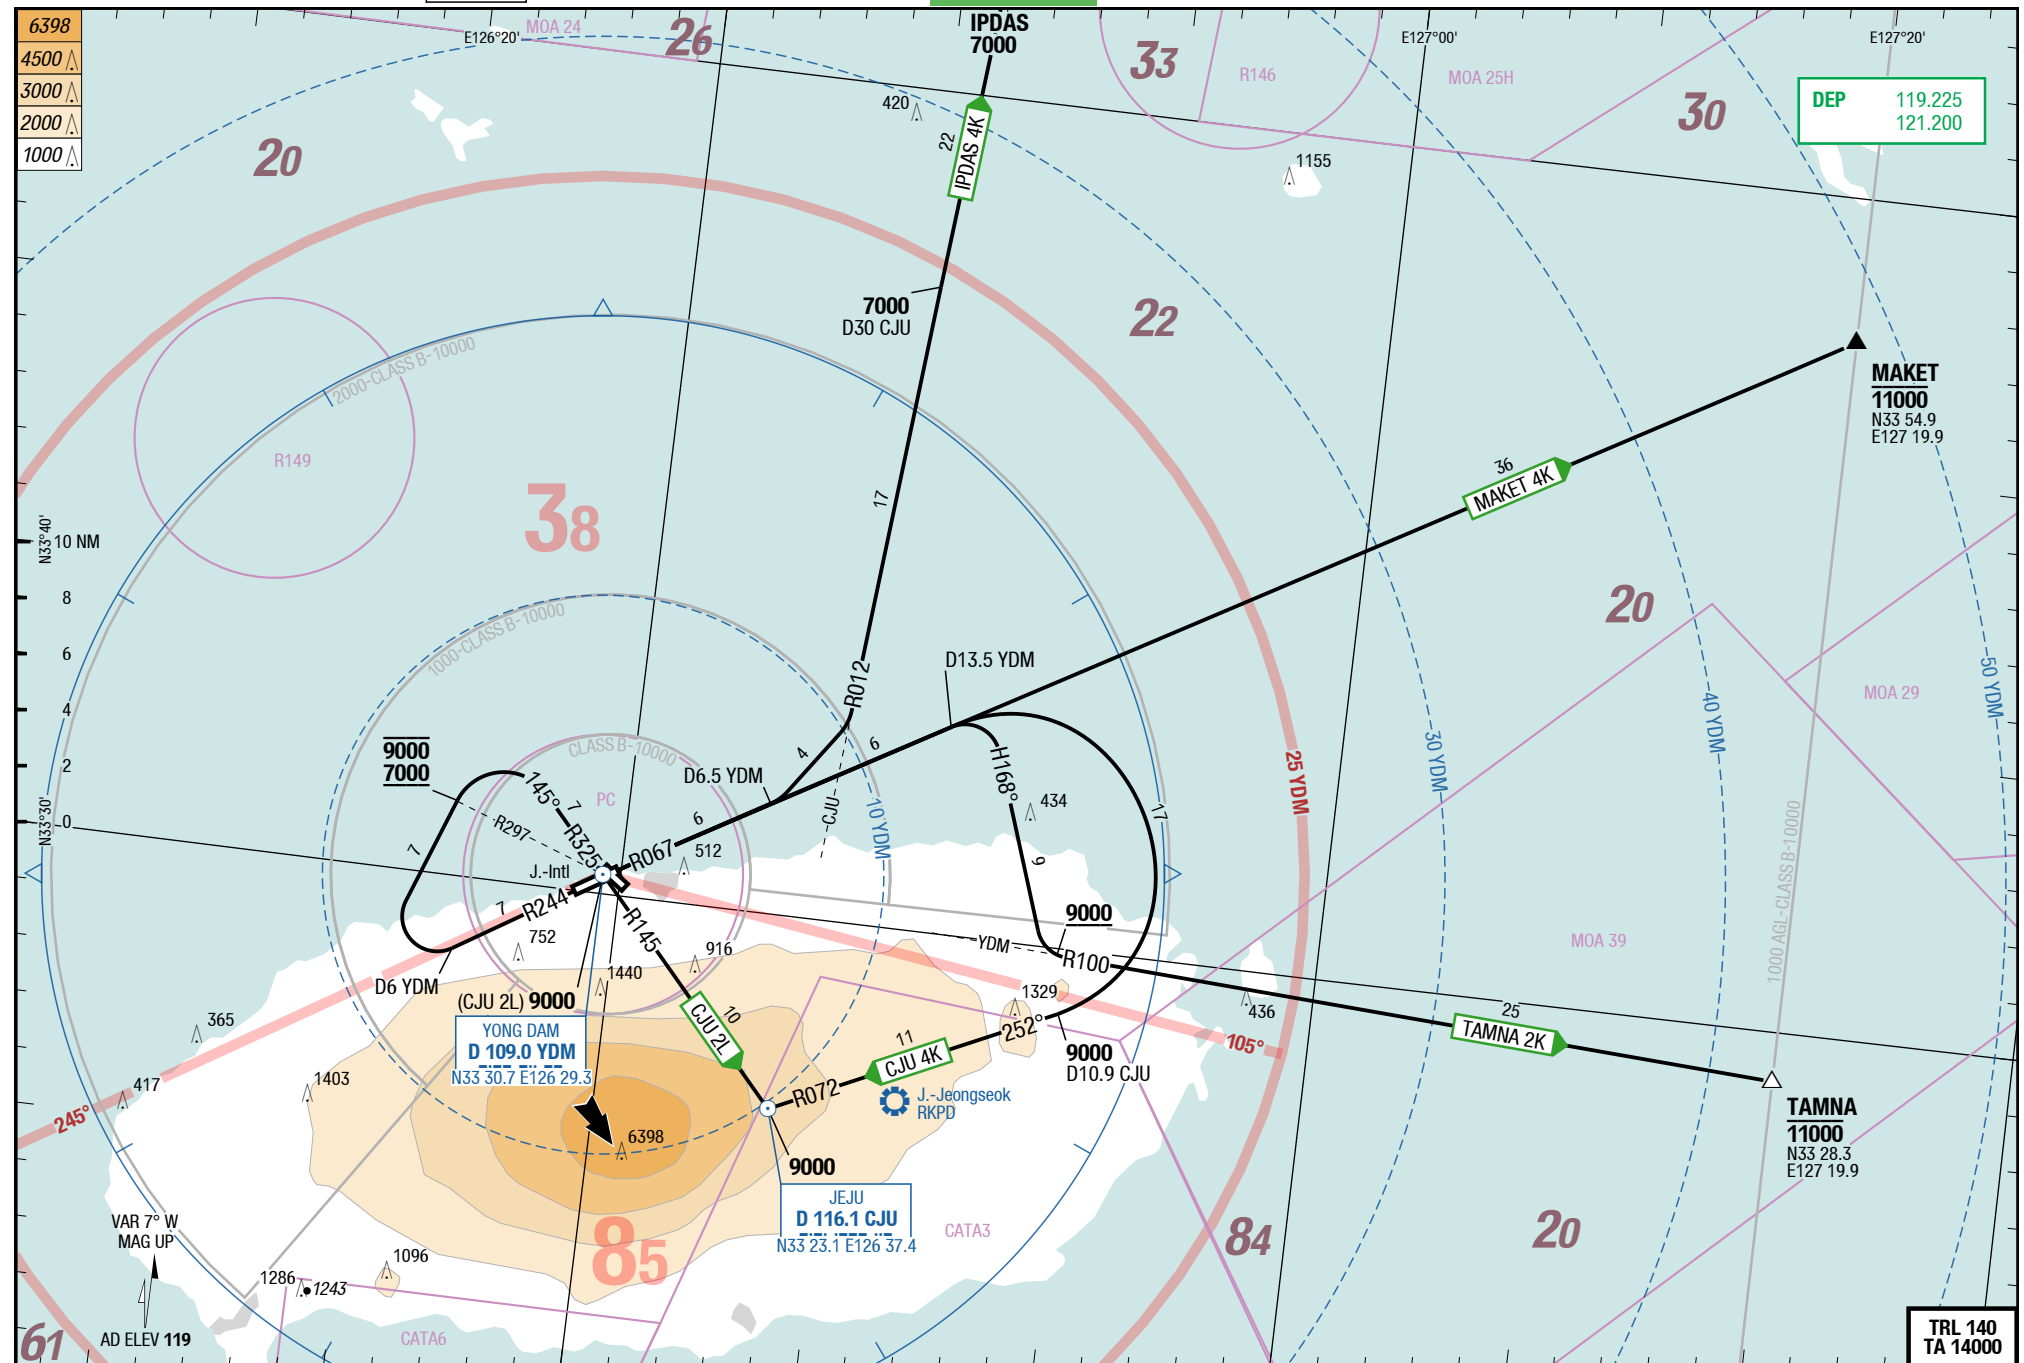 6398
4500
3000
2000
1000
E126°20'
MOA 24
26
IPDAS
7000
33
R146
E127°00'
MOA 25H
30
E127°20'
DEP 119.225
121.200
420
22
IPDAS 4K
1155
20
7000
D30 CJU
22
2000-CLASS B-10000
R149
MAKET
11000
N33 54.9
E127 19.9
36
MAKET 4K
17
38
N33°40'
10 NM
8
6
4
2
0
N33°30'
1000-CLASS B-10000
20
R012
D13.5 YDM
MOA 29
50 YDM
40 YDM
30 YDM
25 YDM
10 YDM
9000
7000
CLASS B-10000
4
6
D6.5 YDM
H168°
145°
7
PC
CJU
434
17
R297
R325
6
7
J.-Intl
R067
512
9
1000 AGL-CLASS B-10000
7
R244
R145
752
916
9000
YDM
R100
MOA 39
D6 YDM
1440
(CJU 2L) 9000
10
CJU 2L
1329
436
25
TAMNA 2K
365
YONG DAM
D 109.0 YDM
N33 30.7 E126 29.3
252°
11
CJU 4K
105°
9000
D10.9 CJU
417
1403
245°
R072
J.-Jeongseok
RKPD
TAMNA
11000
N33 28.3
E127 19.9
6398
9000
JEJU
D 116.1 CJU
N33 23.1 E126 37.4
CATA3
84
20
VAR 7° W
MAG UP
85
1096
1286
1243
61
AD ELEV 119
CATA6
TRL 140
TA 14000